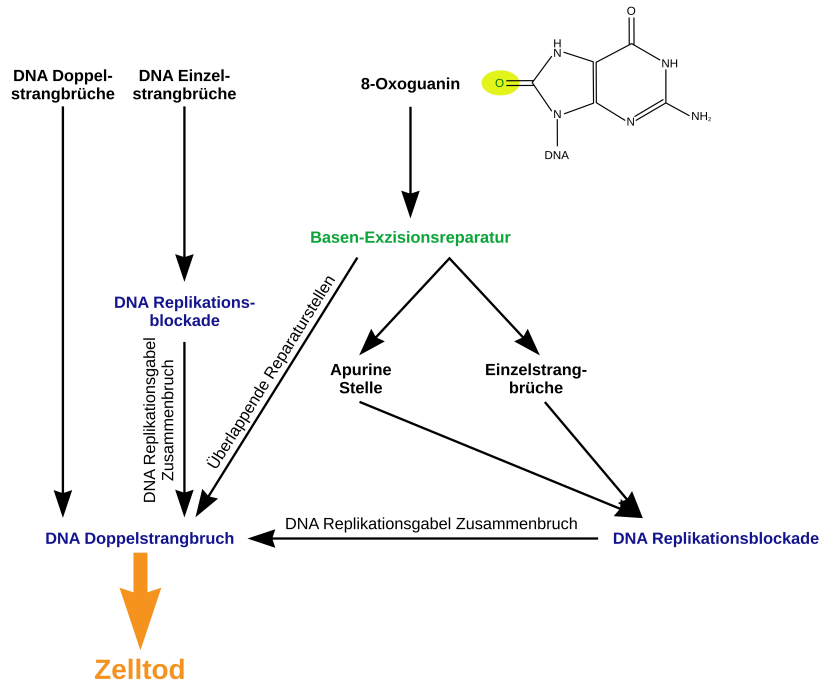 DNA Doppel-
strangbrüche
DNA Einzel-
strangbrüche
8-Oxoguanin
O
H
N
O
NH
N
N
NH₂
DNA
Basen-Exzisionsreparatur
DNA Replikations-
blockade
DNA Replikationsgabel
Zusammenbruch
Überlappende Reparaturstellen
Apurine
Stelle
Einzelstrang-
brüche
DNA Replikationsgabel Zusammenbruch
DNA Doppelstrangbruch
DNA Replikationsblockade
Zelltod